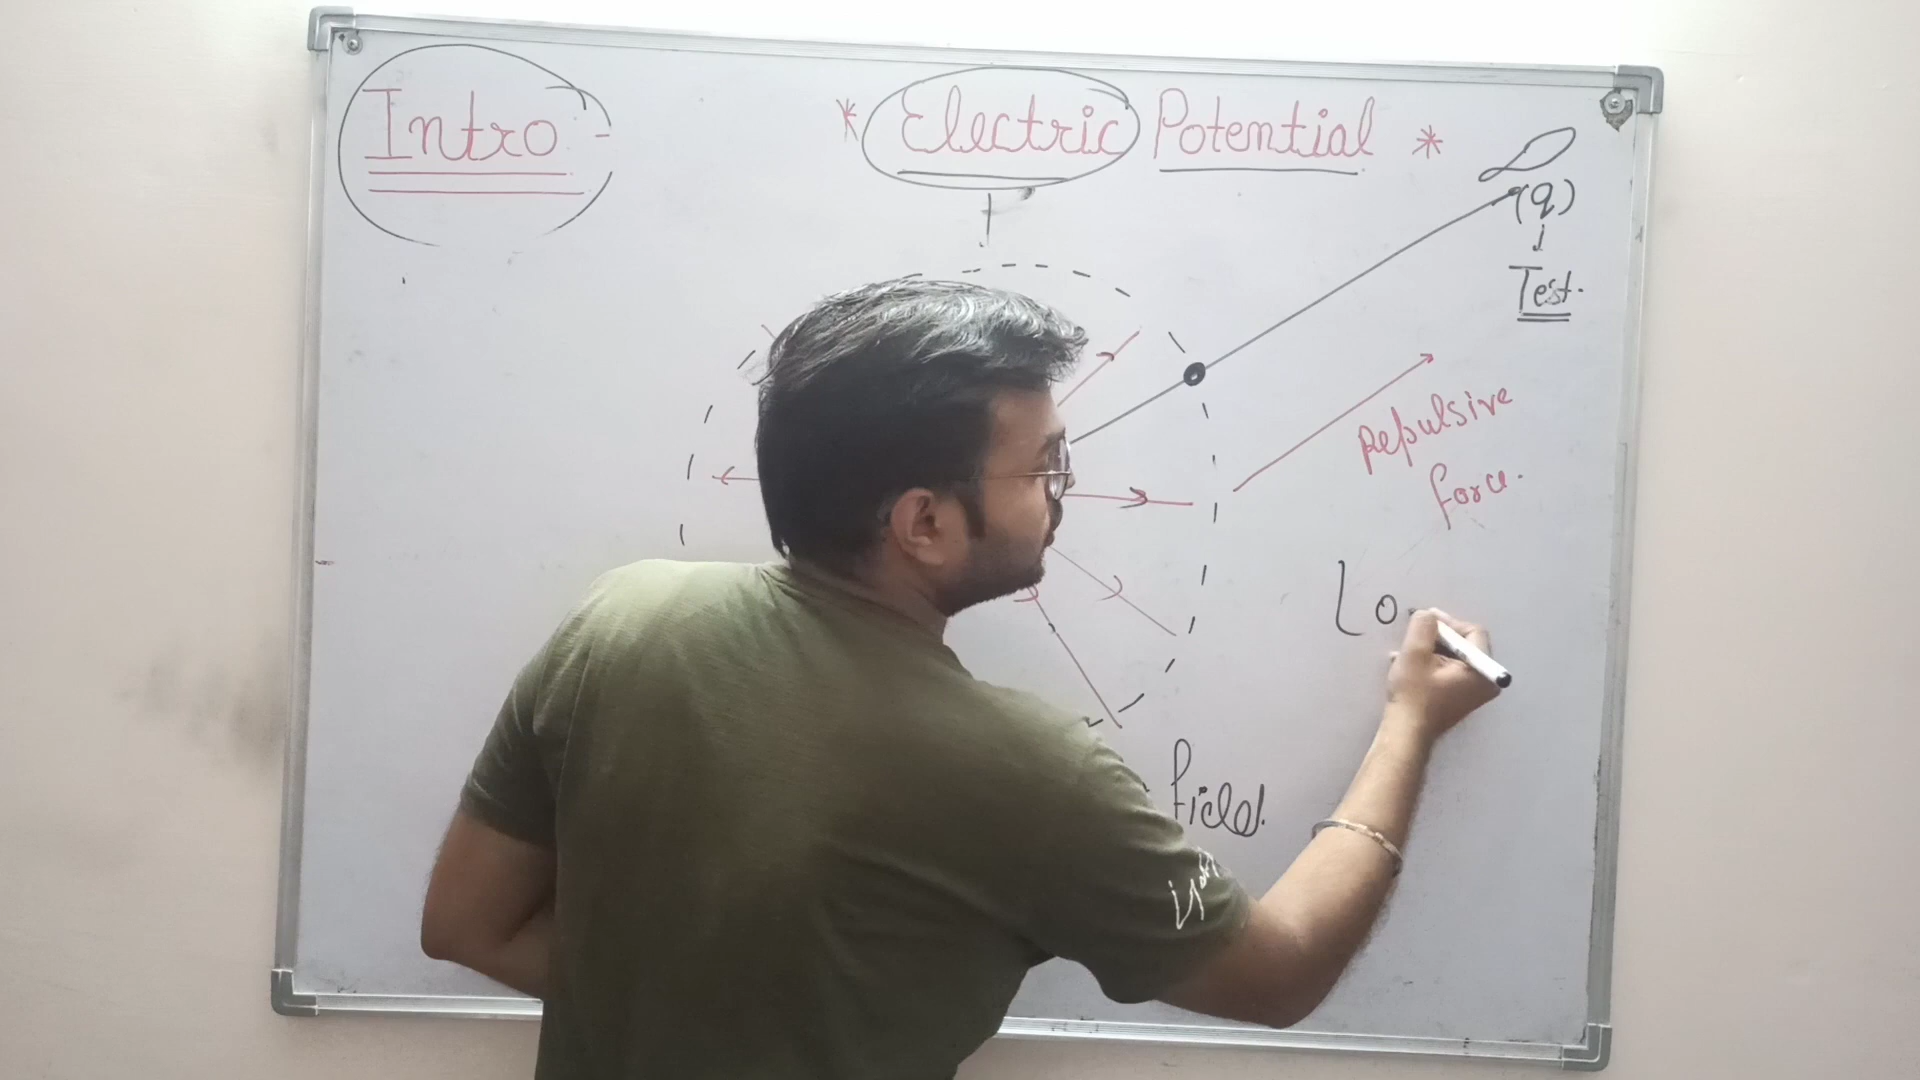 Intro -
* Electric Potential *
(q)
Test.
Repulsive
force.
Lo
field.